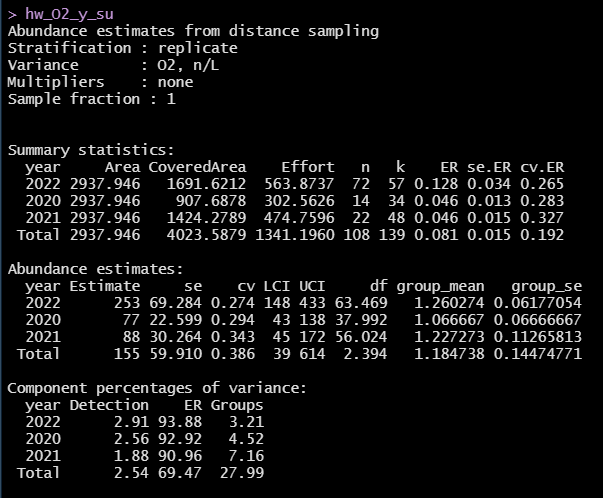 > hw_O2_y_su
Abundance estimates from distance sampling
Stratification : replicate
Variance       : O2, n/L
Multipliers    : none
Sample fraction : 1
Summary statistics:
  year     Area CoveredArea    Effort   n   k    ER se.ER cv.ER
  2022 2937.946   1691.6212  563.8737  72  57 0.128 0.034 0.265
  2020 2937.946    907.6878  302.5626  14  34 0.046 0.013 0.283
  2021 2937.946   1424.2789  474.7596  22  48 0.046 0.015 0.327
 Total 2937.946   4023.5879 1341.1960 108 139 0.081 0.015 0.192
Abundance estimates:
  year Estimate     se    cv LCI UCI     df group_mean   group_se
  2022      253 69.284 0.274 148 433 63.469   1.260274 0.06177054
  2020       77 22.599 0.294  43 138 37.992   1.066667 0.06666667
  2021       88 30.264 0.343  45 172 56.024   1.227273 0.11265813
 Total      155 59.910 0.386  39 614  2.394   1.184738 0.14474771
Component percentages of variance:
  year Detection    ER Groups
  2022      2.91 93.88   3.21
  2020      2.56 92.92   4.52
  2021      1.88 90.96   7.16
 Total      2.54 69.47  27.99